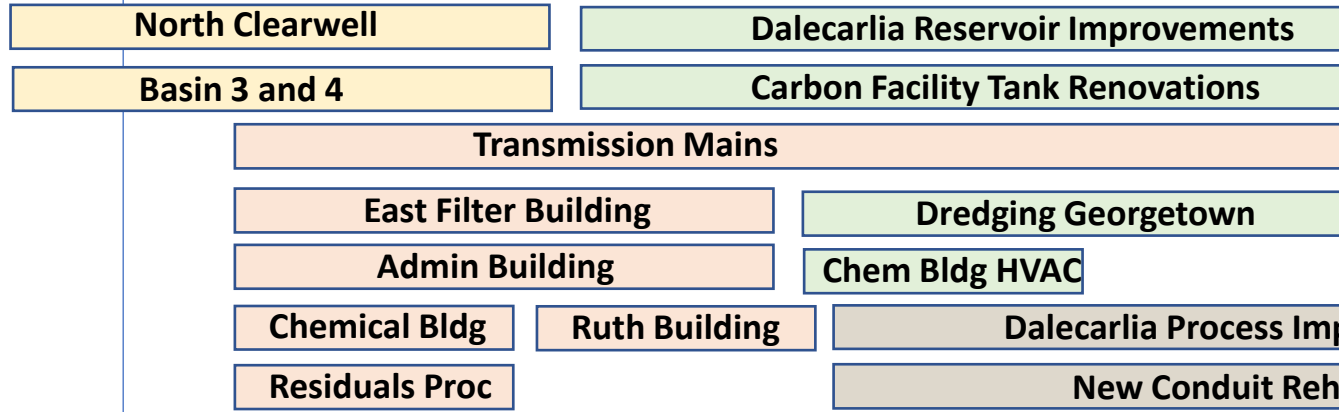 North Clearwell
Dalecarlia Reservoir Improvements
Basin 3 and 4
Carbon Facility Tank Renovations
Transmission Mains
East Filter Building
Dredging Georgetown
Admin Building
Chem Bldg HVAC
Chemical Bldg
Ruth Building
Dalecarlia Process Imp
Residuals Proc
New Conduit Reh